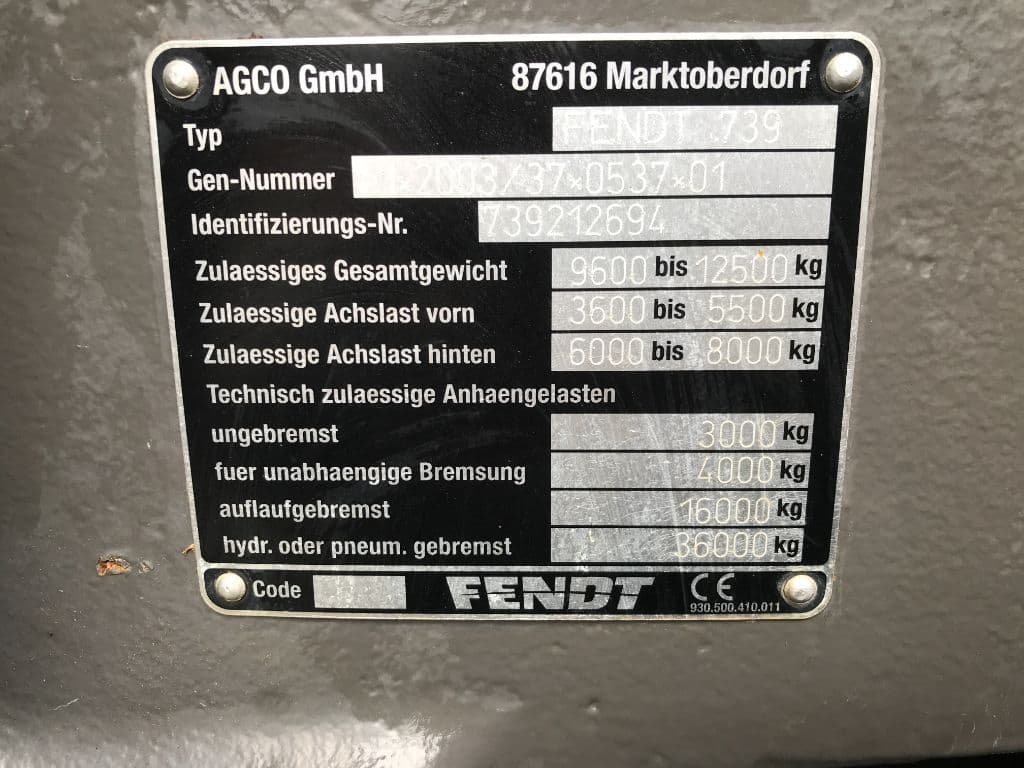 AGCO GmbH 87616 Marktoberdorf
Typ FENDT 739
Gen-Nummer *2003/37*0537*01
Identifizierungs-Nr. 739212694
Zulaessiges Gesamtgewicht 9600 bis 12500 kg
Zulaessige Achslast vorn 3600 bis 5500 kg
Zulaessige Achslast hinten 6000 bis 8000 kg
Technisch zulaessige Anhaengelasten
ungebremst 3000 kg
fuer unabhaengige Bremsung 4000 kg
auflaufgebremst 16000 kg
hydr. oder pneum. gebremst 36000 kg
Code FENDT CE
930.500.410.011